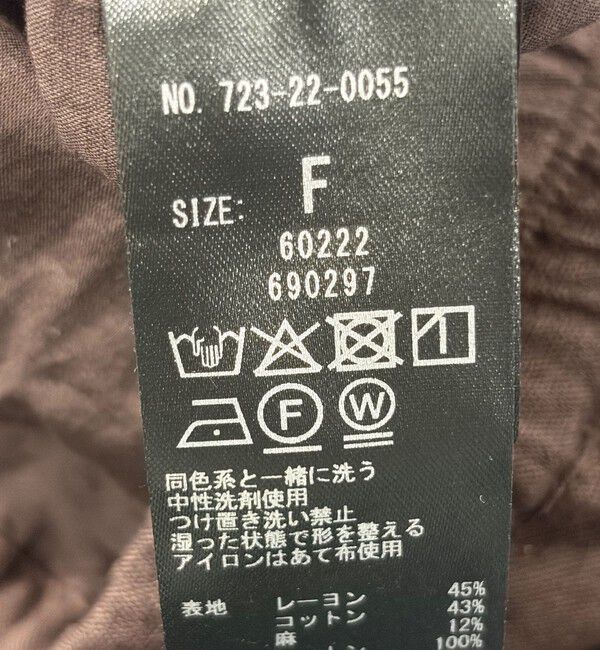 NO. 723-22-0055
SIZE: F
60222
690297
F W
同色系と一緒に洗う
中性洗剤使用
つけ置き洗い禁止
湿った状態で形を整える
アイロンはあて布使用
表地 レーヨン 45%
コットン 43%
麻 12%
100%